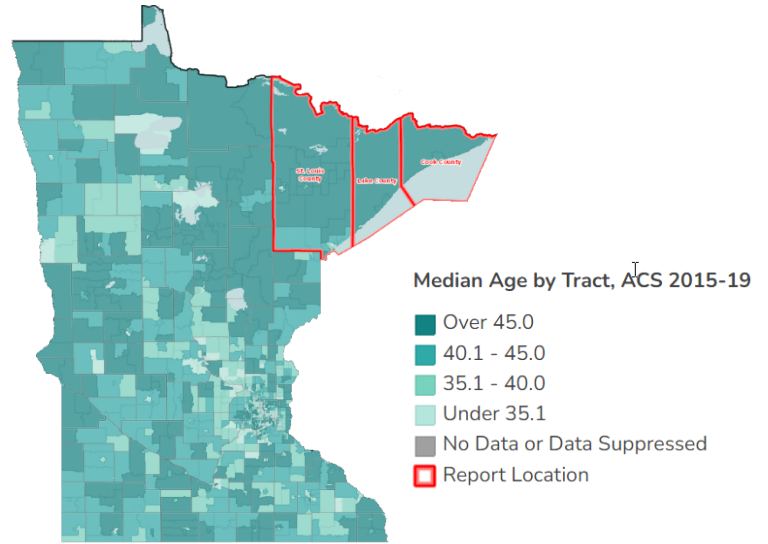 St. Louis
County
Lake County
Cook County
Median Age by Tract, ACS 2015-19
Over 45.0
40.1 - 45.0
35.1 - 40.0
Under 35.1
No Data or Data Suppressed
Report Location